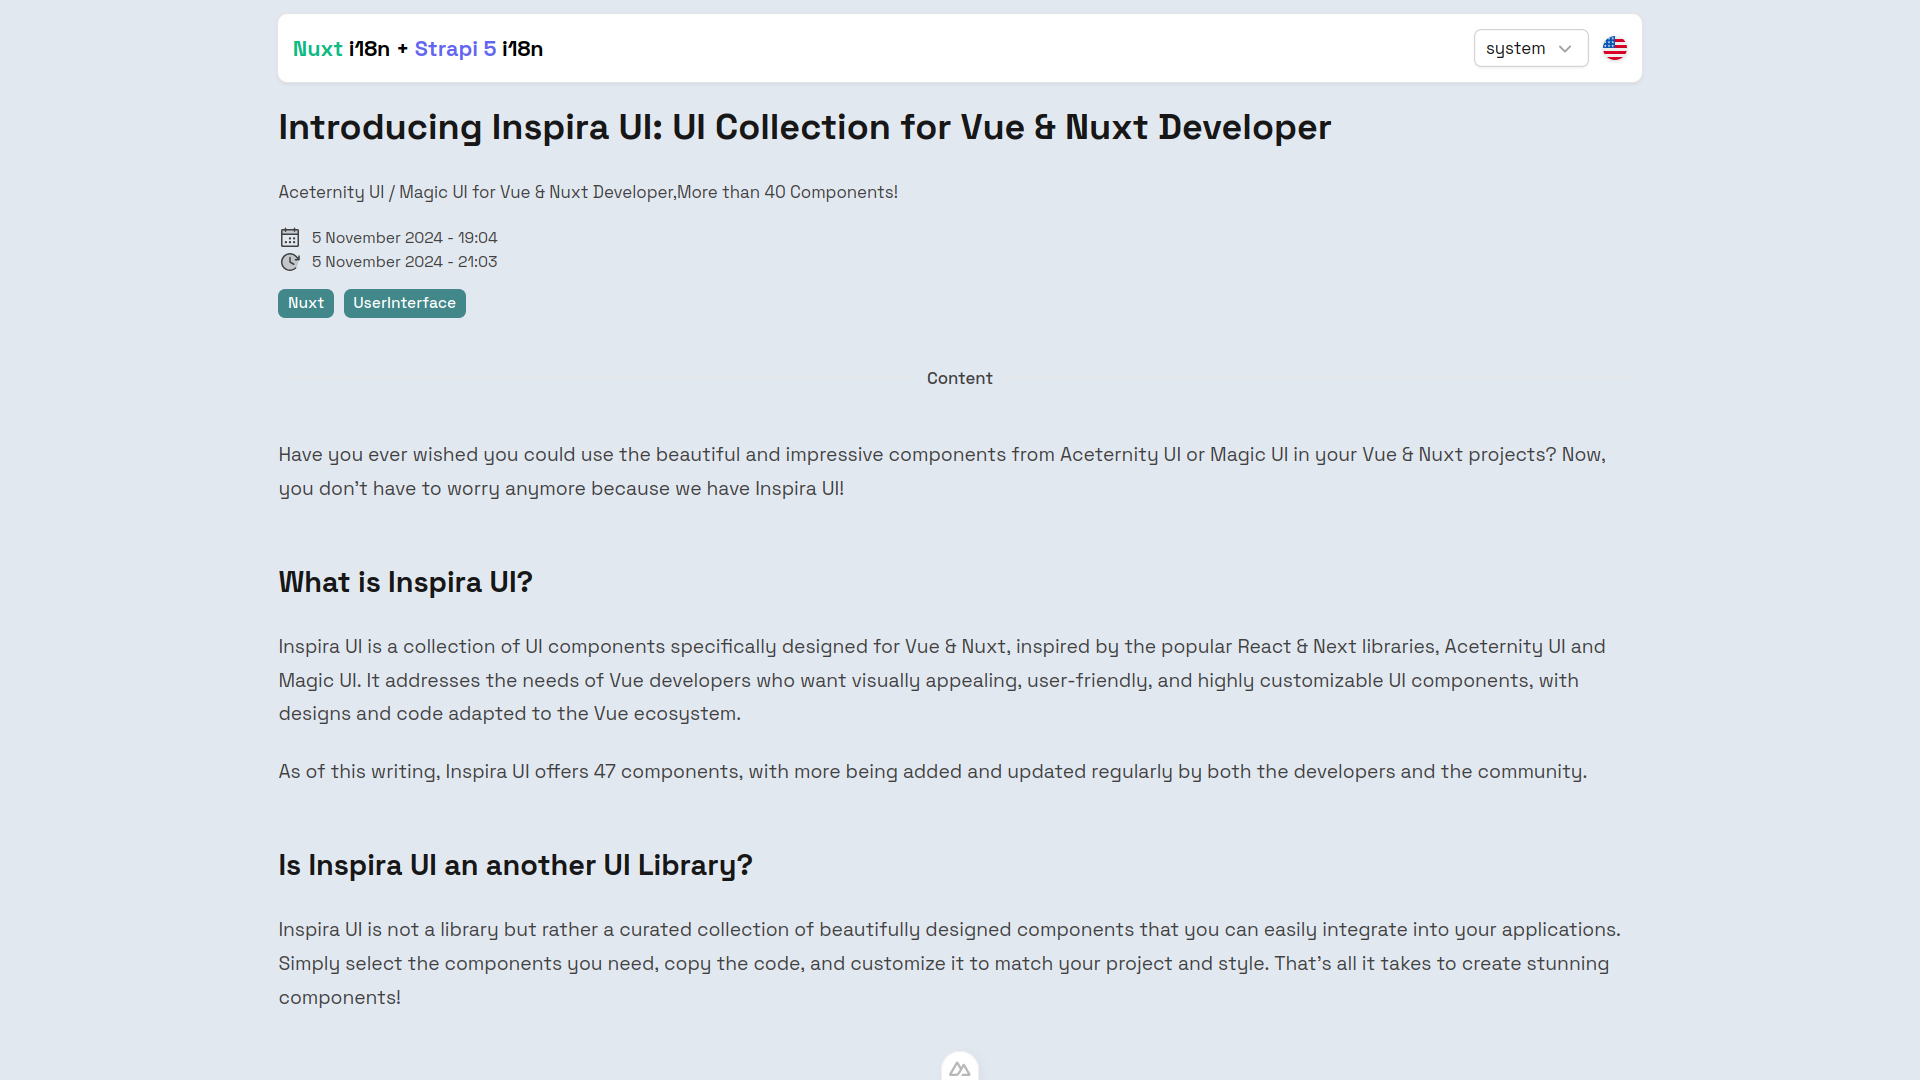 Nuxt i18n + Strapi 5 i18n
system
Introducing Inspira UI: UI Collection for Vue & Nuxt Developer
Aceternity UI / Magic UI for Vue & Nuxt Developer,More than 40 Components!
5 November 2024 - 19:04
5 November 2024 - 21:03
Nuxt UserInterface
Content
Have you ever wished you could use the beautiful and impressive components from Aceternity UI or Magic UI in your Vue & Nuxt projects? Now,
you don't have to worry anymore because we have Inspira UI!
What is Inspira UI?
Inspira UI is a collection of UI components specifically designed for Vue & Nuxt, inspired by the popular React & Next libraries, Aceternity UI and
Magic UI. It addresses the needs of Vue developers who want visually appealing, user-friendly, and highly customizable UI components, with
designs and code adapted to the Vue ecosystem.
As of this writing, Inspira UI offers 47 components, with more being added and updated regularly by both the developers and the community.
Is Inspira UI an another UI Library?
Inspira UI is not a library but rather a curated collection of beautifully designed components that you can easily integrate into your applications.
Simply select the components you need, copy the code, and customize it to match your project and style. That's all it takes to create stunning
components!